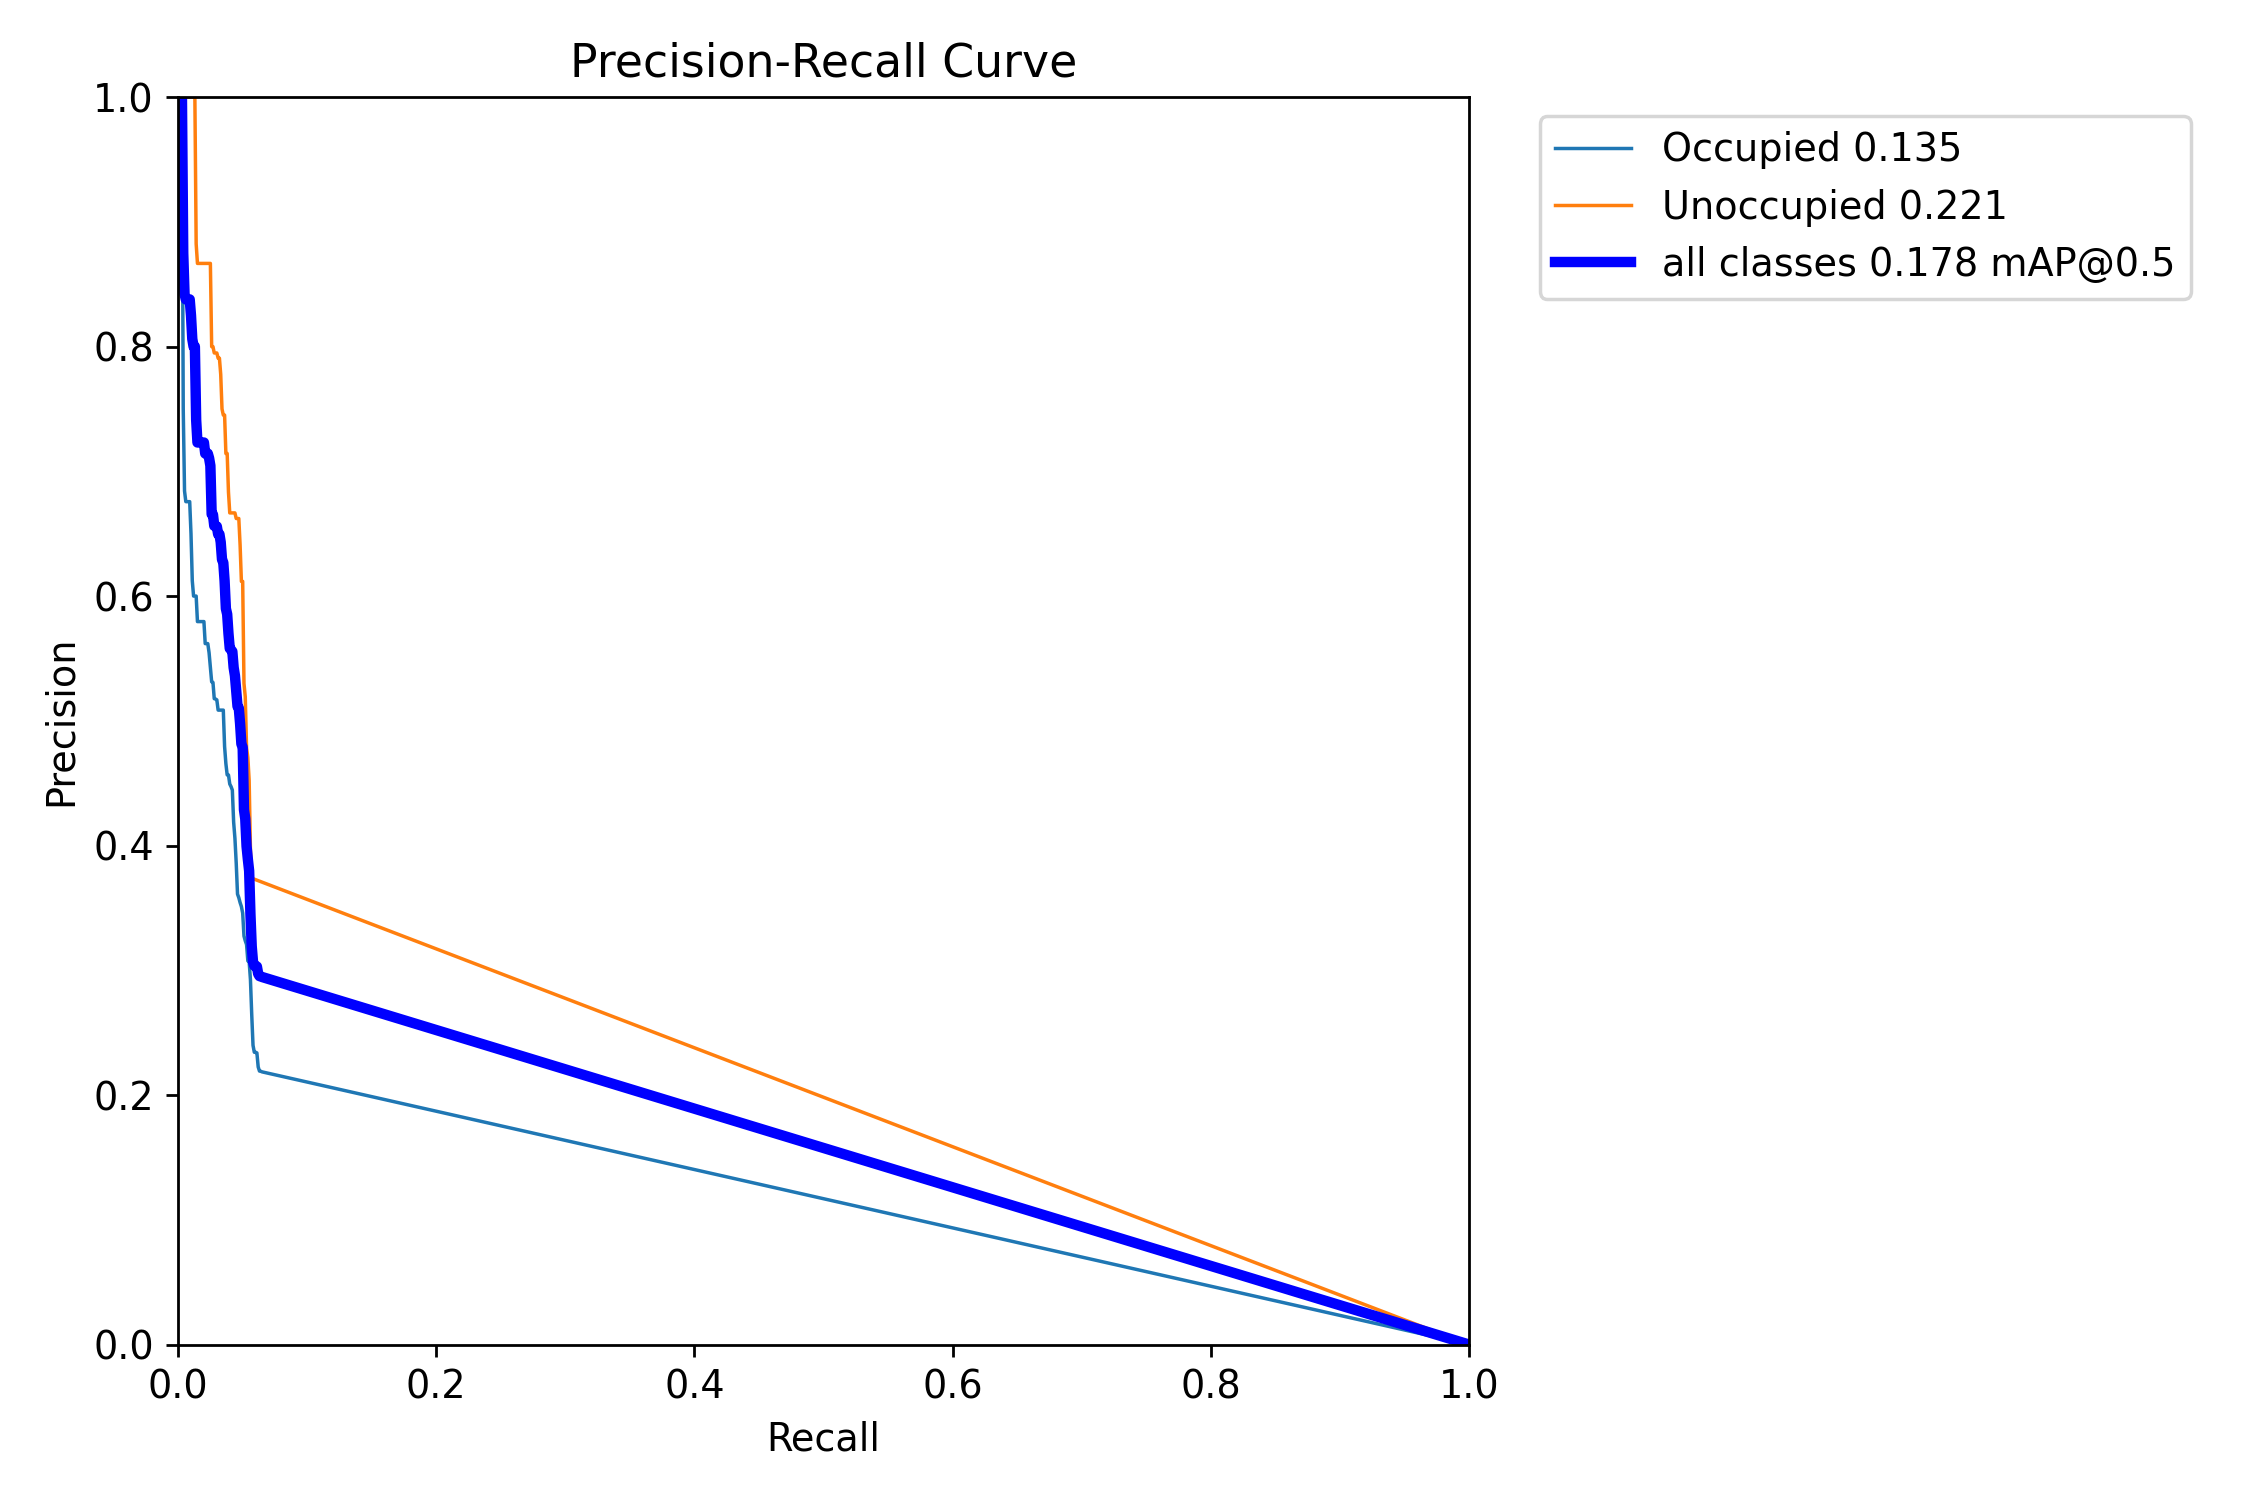 Precision-Recall Curve
1.0
0.8
0.6
0.4
0.2
0.0
Precision
0.0 0.2 0.4 0.6 0.8 1.0
Recall
Occupied 0.135
Unoccupied 0.221
all classes 0.178 mAP@0.5